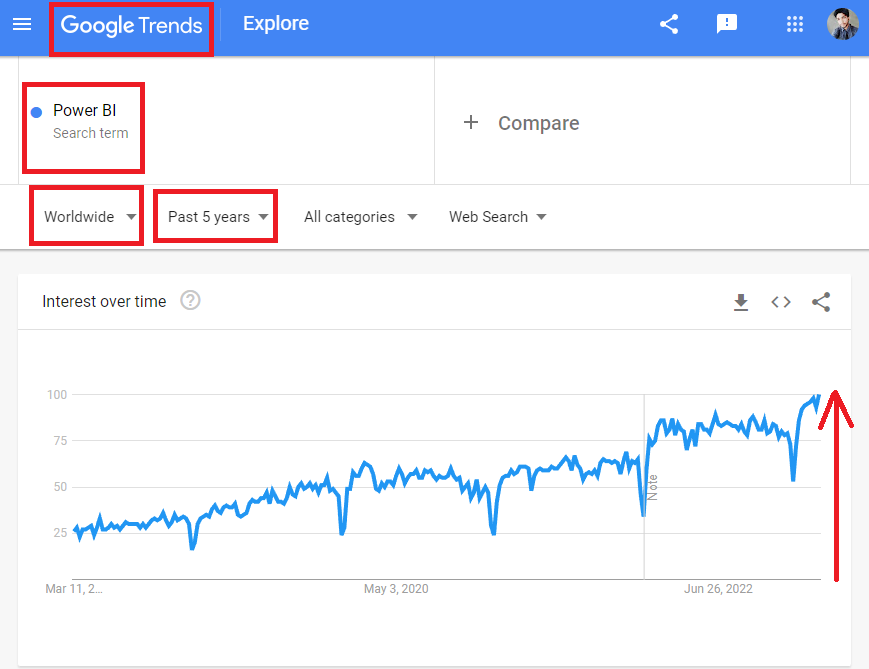 Google Trends Explore
Power BI
Search term
Compare
Worldwide Past 5 years All categories Web Search
Interest over time ?
100
75
50
25
Note
Mar 11, 2... May 3, 2020 Jun 26, 2022